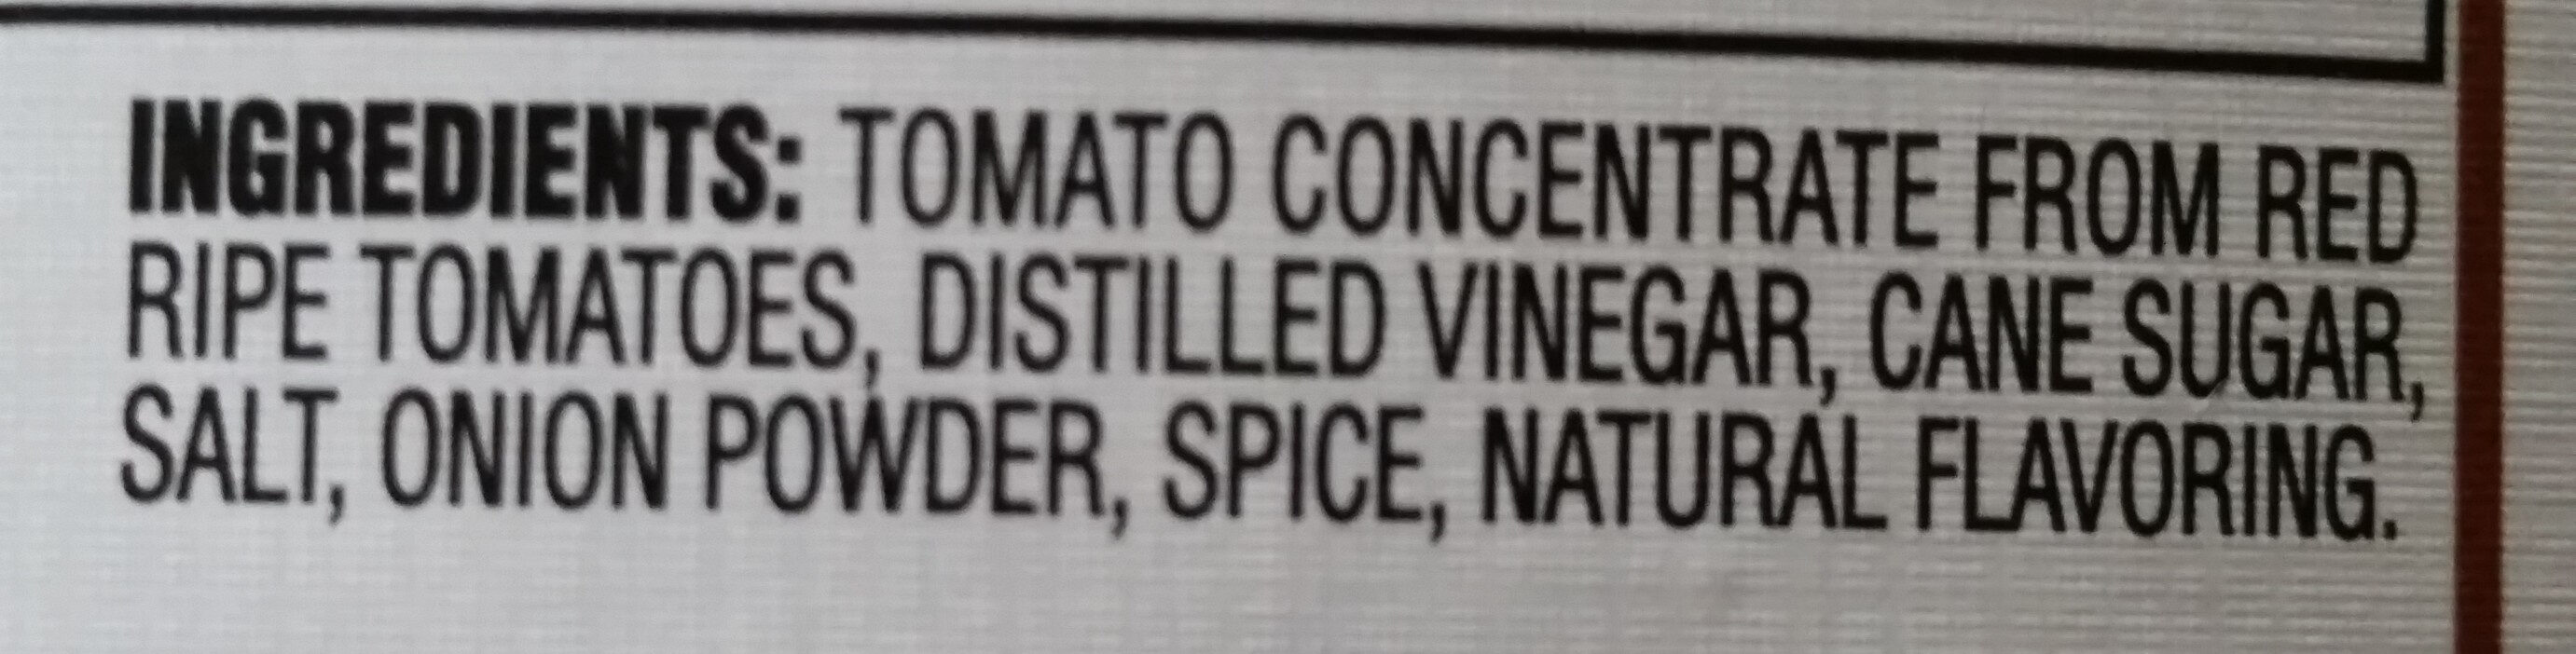 INGREDIENTS: TOMATO CONCENTRATE FROM RED
RIPE TOMATOES, DISTILLED VINEGAR, CANE SUGAR,
SALT, ONION POWDER, SPICE, NATURAL FLAVORING.